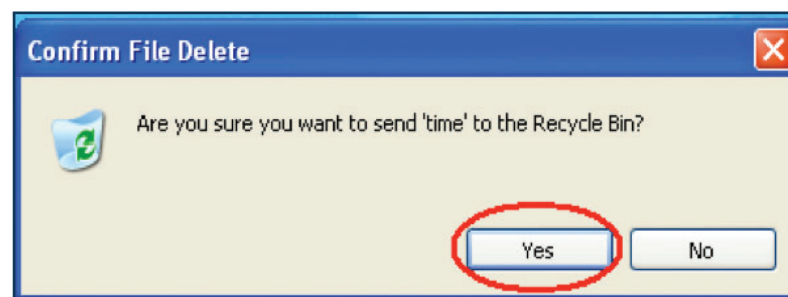 Confirm File Delete
Are you sure you want to send 'time' to the Recycle Bin?
Yes No